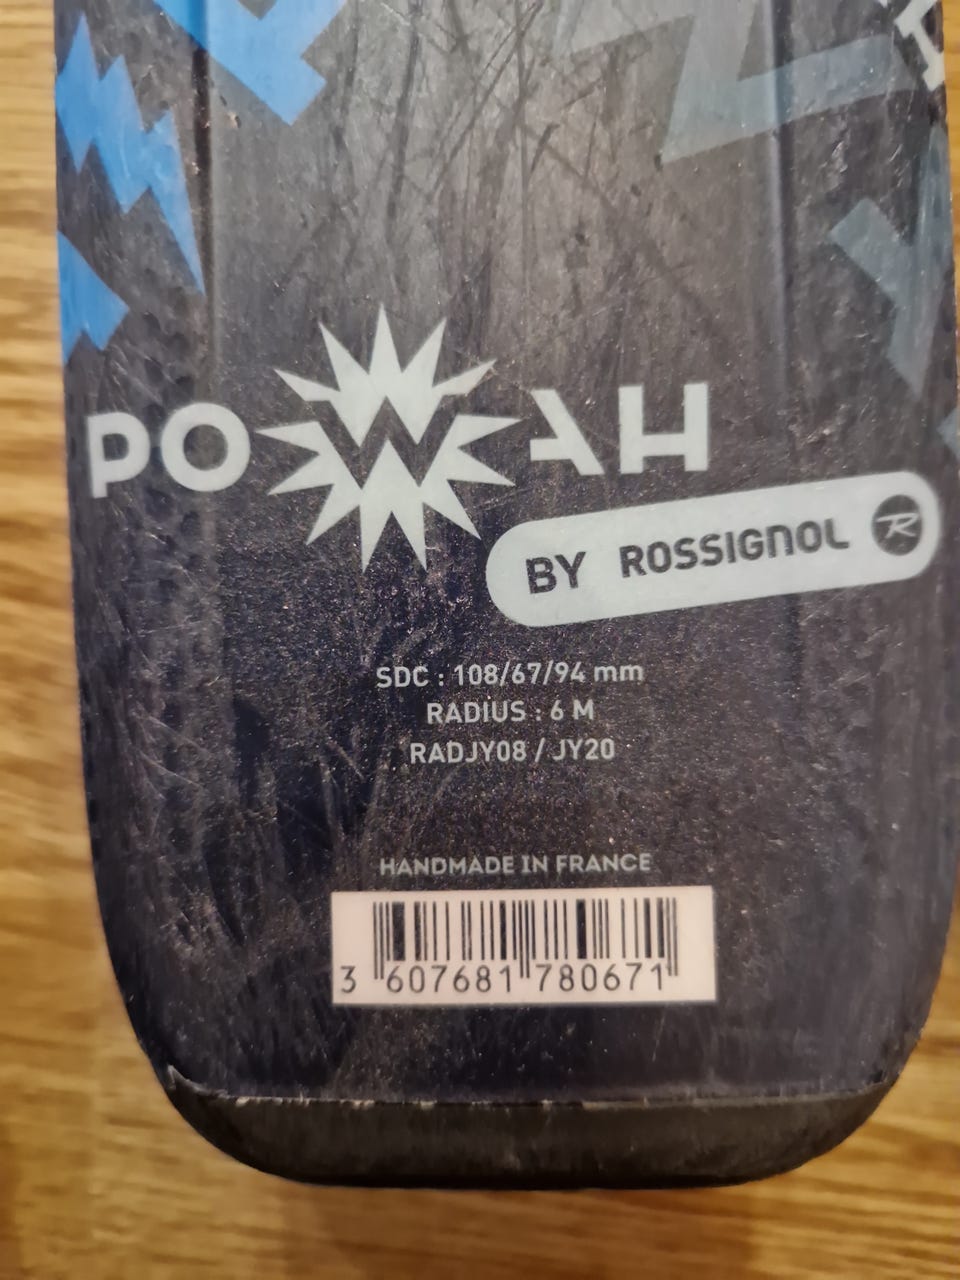 POWAH
BY ROSSIGNOL R
SDC : 108/67/94 mm
RADIUS : 6 M
RADJY08 / JY20
HANDMADE IN FRANCE
3 607681 780671